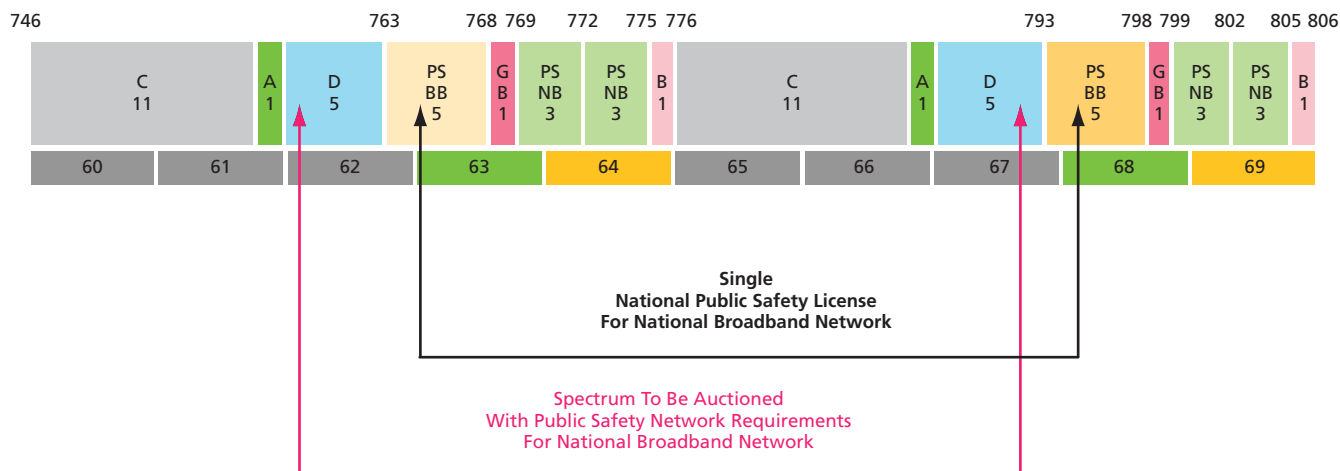 746 763 768 769 772 775 776 793 798 799 802 805 806
C
11
A
1
D
5
PS
BB
5
G
B
1
PS
NB
3
PS
NB
3
B
1
C
11
A
1
D
5
PS
BB
5
G
B
1
PS
NB
3
PS
NB
3
B
1
60 61 62 63 64 65 66 67 68 69
Single
National Public Safety License
For National Broadband Network
Spectrum To Be Auctioned
With Public Safety Network Requirements
For National Broadband Network